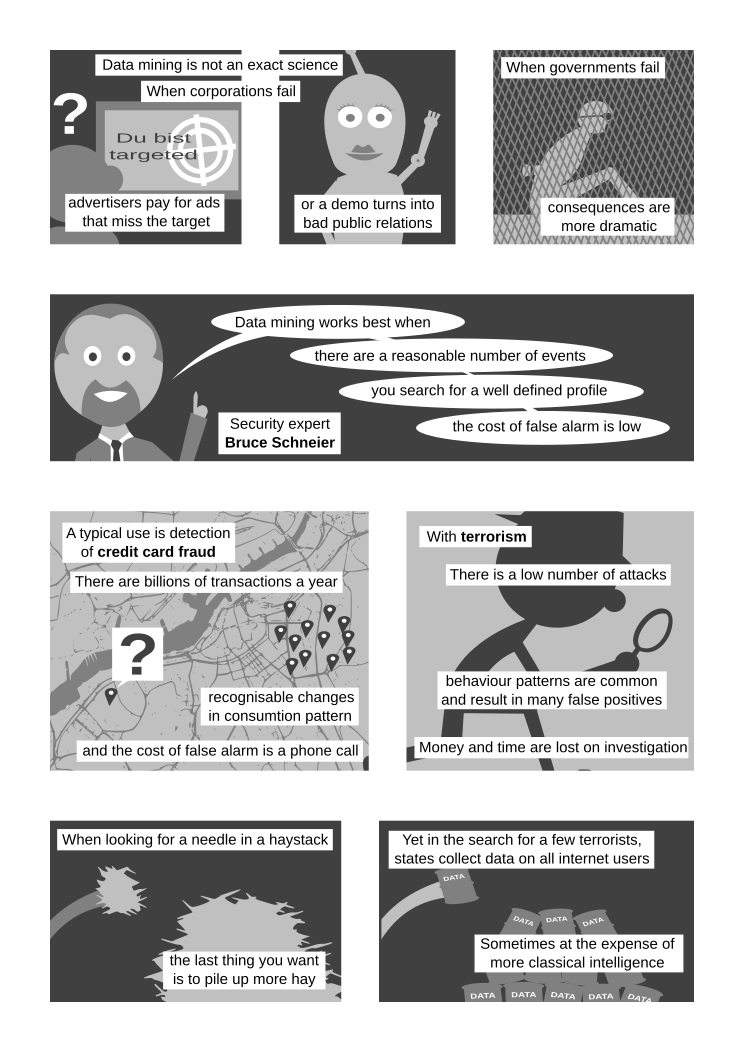 Data mining is not an exact science
When corporations fail
?
Du bist
targeted
advertisers pay for ads
that miss the target
or a demo turns into
bad public relations
When governments fail
consequences are
more dramatic
Data mining works best when
there are a reasonable number of events
you search for a well defined profile
the cost of false alarm is low
Security expert
Bruce Schneier
A typical use is detection
of credit card fraud
There are billions of transactions a year
?
recognisable changes
in consumtion pattern
and the cost of false alarm is a phone call
With terrorism
There is a low number of attacks
behaviour patterns are common
and result in many false positives
Money and time are lost on investigation
When looking for a needle in a haystack
the last thing you want
is to pile up more hay
Yet in the search for a few terrorists,
states collect data on all internet users
DATA
DATA DATA DATA
Sometimes at the expense of
more classical intelligence
DATA DATA DATA DATA DATA